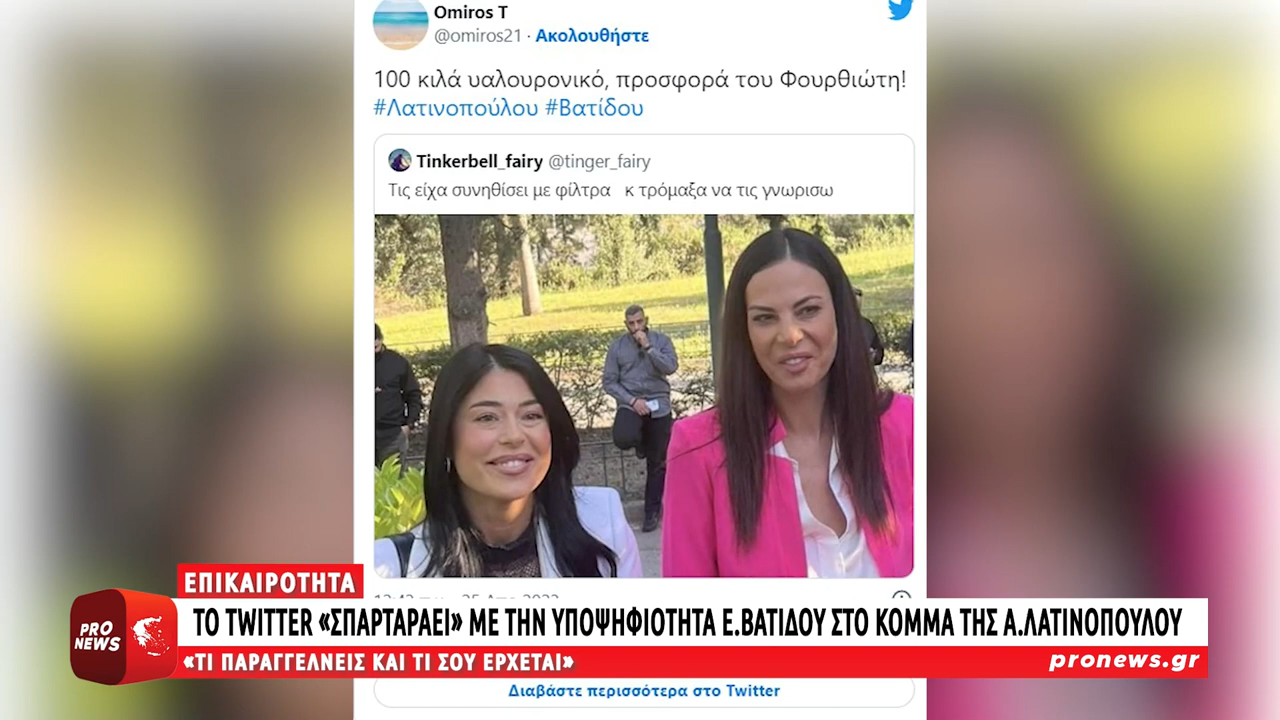 Omiros T
@omiros21 · Ακολουθήστε
100 κιλά υαλουρονικό, προσφορά του Φουρθιώτη!
#Λατινοπούλου #Βατίδου
Tinkerbell_fairy @tinger_fairy
Τις είχα συνηθίσει με φίλτρα κ τρόμαξα να τις γνωρισω
ΕΠΙΚΑΙΡΟΤΗΤΑ
PRO
NEWS
ΤΟ TWITTER «ΣΠΑΡΤΑΡΑΕΙ» ΜΕ ΤΗΝ ΥΠΟΨΗΦΙΟΤΗΤΑ Ε.ΒΑΤΙΔΟΥ ΣΤΟ ΚΟΜΜΑ ΤΗΣ Α.ΛΑΤΙΝΟΠΟΥΛΟΥ
«ΤΙ ΠΑΡΑΓΓΕΛΝΕΙΣ ΚΑΙ ΤΙ ΣΟΥ ΕΡΧΕΤΑΙ»
pronews.gr
Διαβάστε περισσότερα στο Twitter